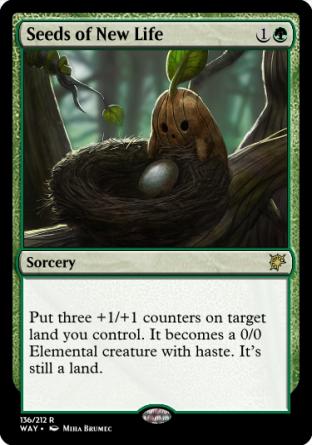 Seeds of New Life 1
Sorcery
Put three +1/+1 counters on target
land you control. It becomes a 0/0
Elemental creature with haste. It's
still a land.
136/212 R
WAY • Miha Brumec